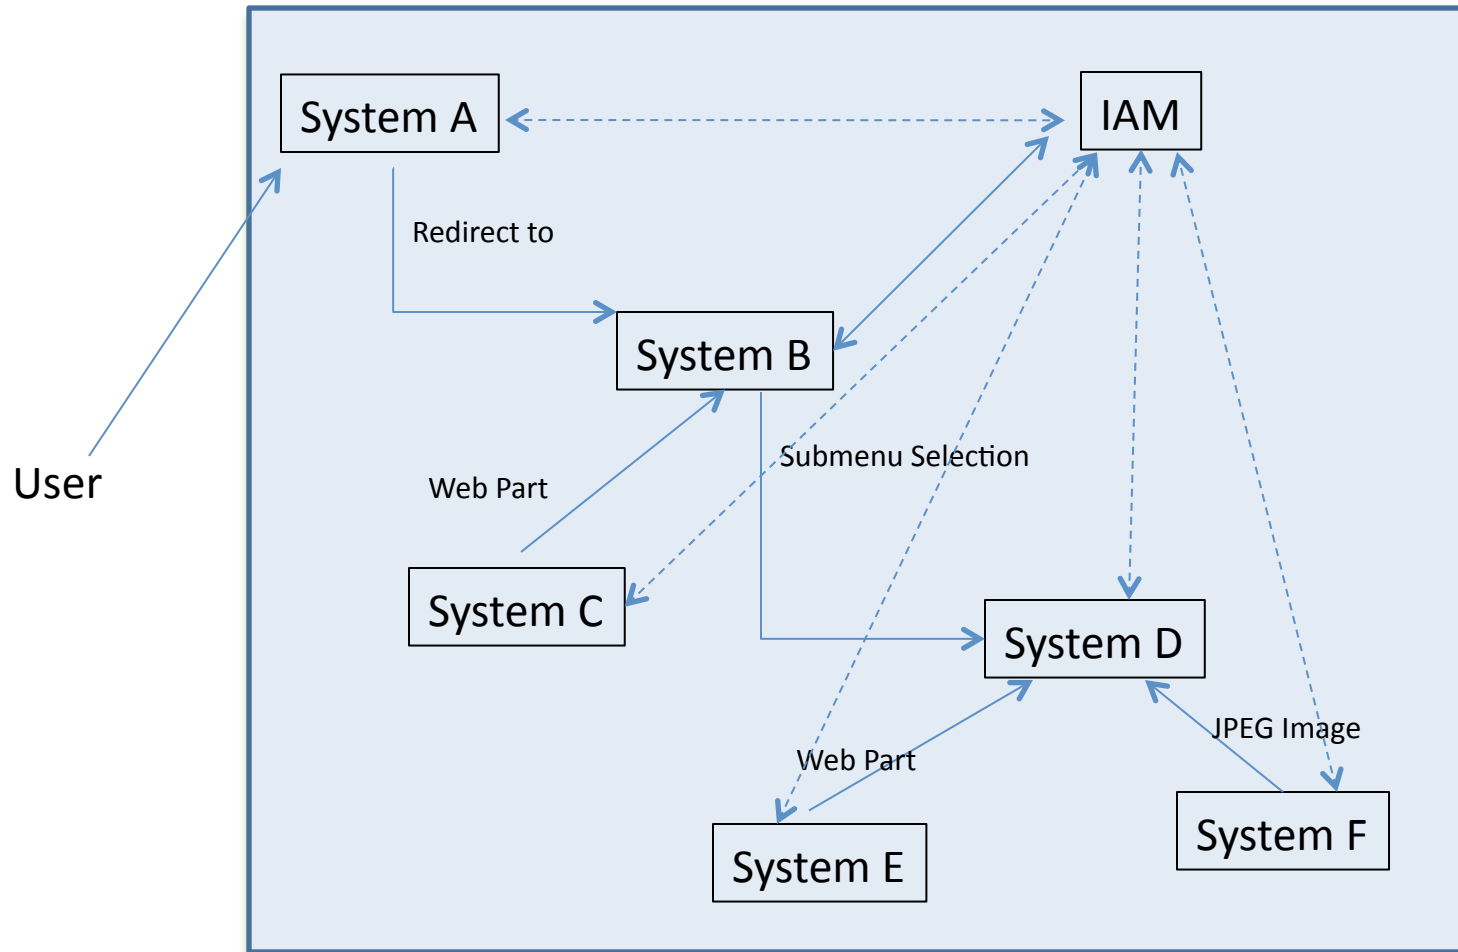 System A
IAM
Redirect to
System B
Submenu Selection
User
Web Part
System C
System D
JPEG Image
Web Part
System F
System E